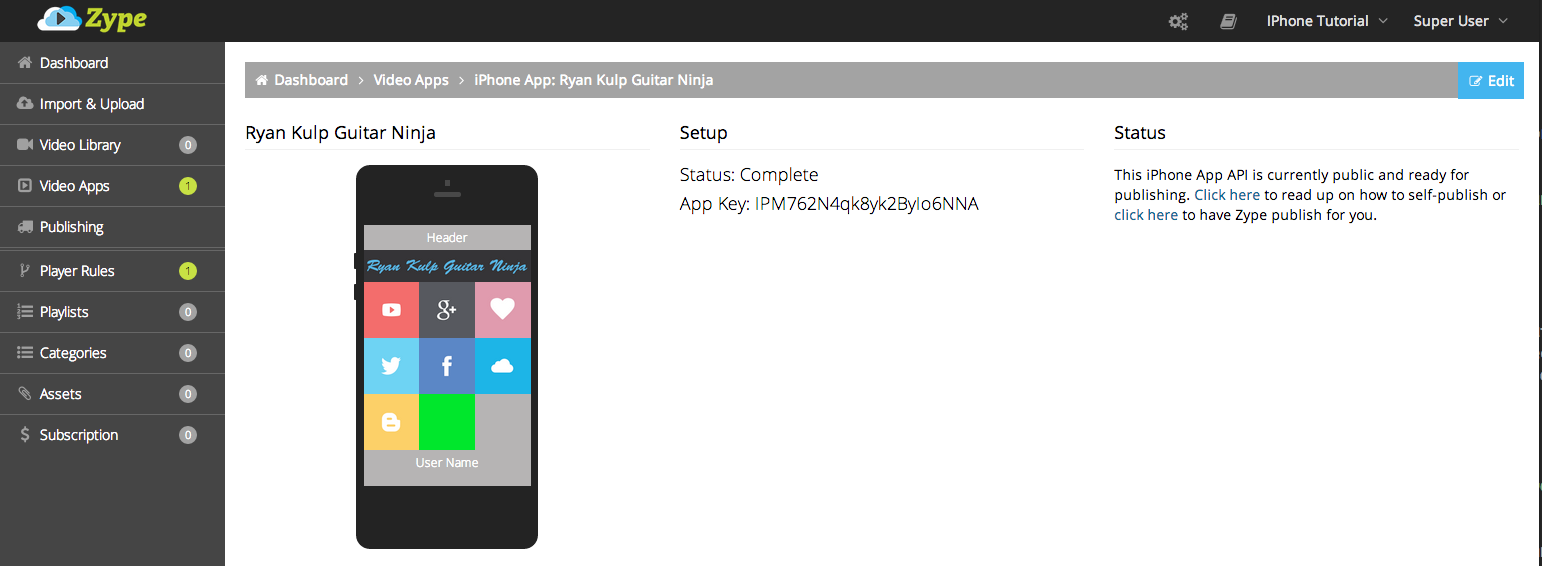 Zype
IPhone Tutorial
Super User
Dashboard
Import & Upload
Video Library 0
Video Apps 1
Publishing
Player Rules 1
Playlists 0
Categories 0
Assets 0
Subscription 0
Dashboard > Video Apps > iPhone App: Ryan Kulp Guitar Ninja
Edit
Ryan Kulp Guitar Ninja
Header
Ryan Kulp Guitar Ninja
g+
f
User Name
Setup
Status: Complete
App Key: IPM762N4qk8yk2ByIo6NNA
Status
This iPhone App API is currently public and ready for
publishing. Click here to read up on how to self-publish or
click here to have Zype publish for you.